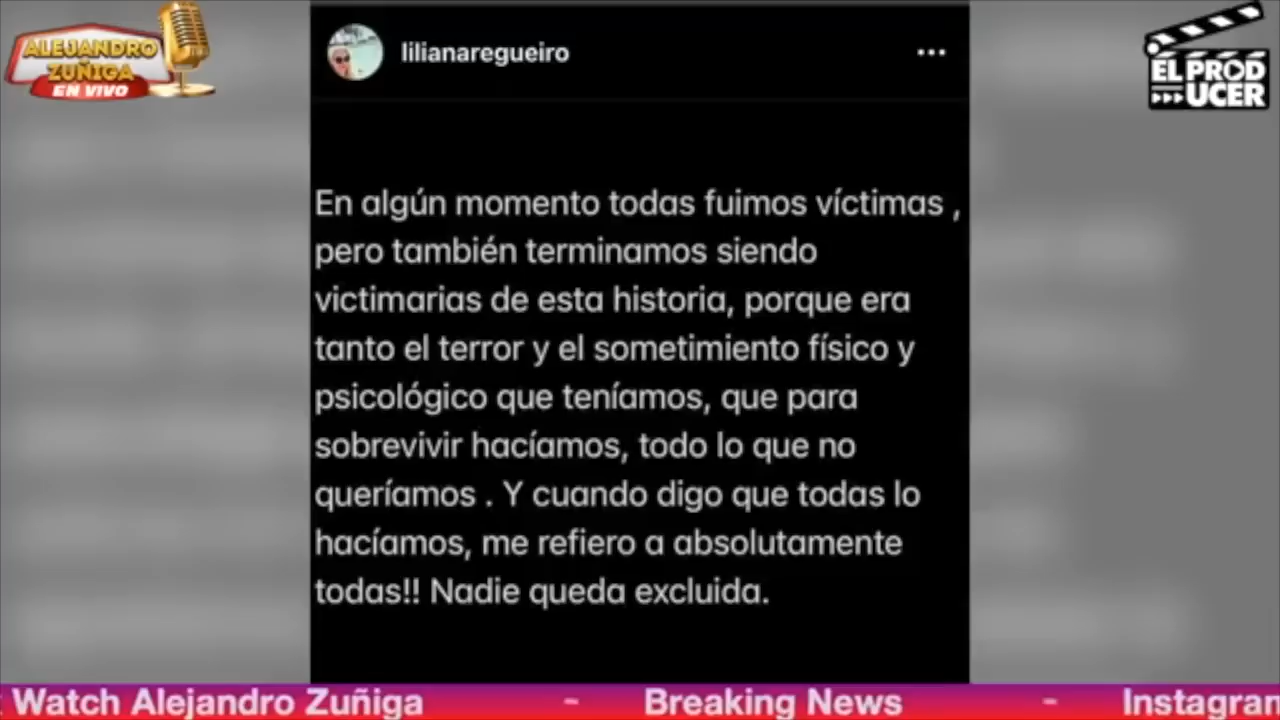 ALEJANDRO
ZUÑIGA
EN VIVO
EL PROD
UCER
lilianaregueiro
En algún momento todas fuimos víctimas ,
pero también terminamos siendo
victimarias de esta historia, porque era
tanto el terror y el sometimiento físico y
psicológico que teníamos, que para
sobrevivir hacíamos, todo lo que no
queríamos . Y cuando digo que todas lo
hacíamos, me refiero a absolutamente
todas!! Nadie queda excluida.
Watch Alejandro Zuñiga - Breaking News - Instagran